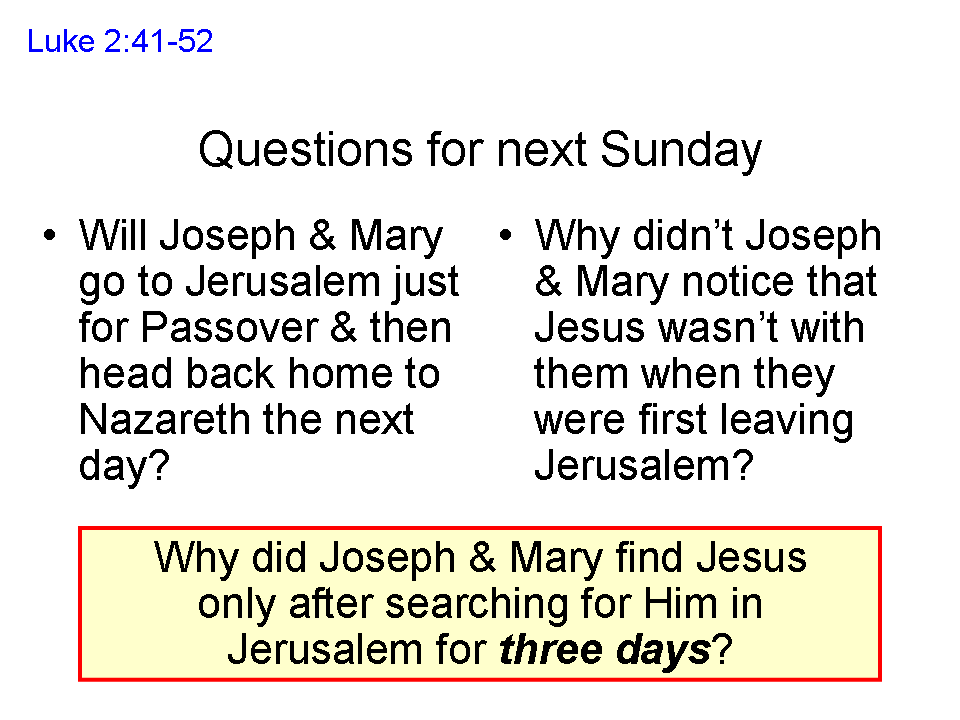 Luke 2:41-52
Questions for next Sunday
• Will Joseph & Mary
go to Jerusalem just
for Passover & then
head back home to
Nazareth the next
day?
• Why didn’t Joseph
& Mary notice that
Jesus wasn’t with
them when they
were first leaving
Jerusalem?
Why did Joseph & Mary find Jesus
only after searching for Him in
Jerusalem for three days?